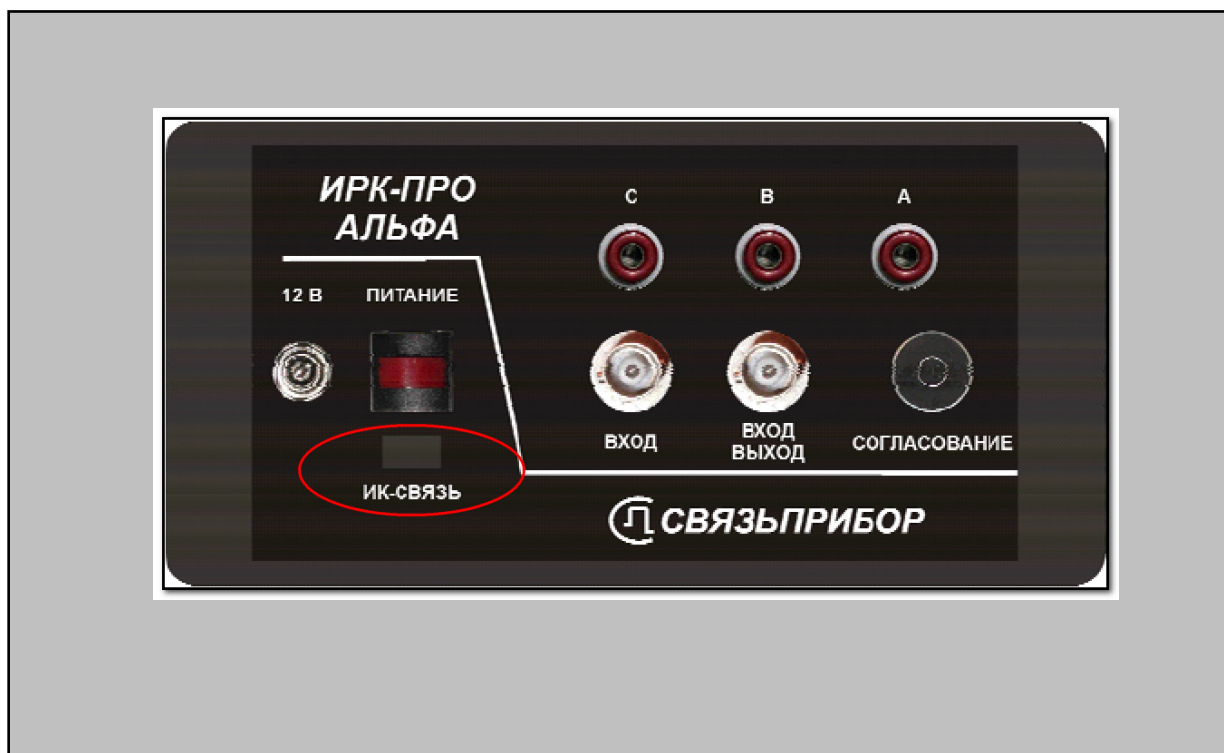 ИРК-ПРО
АЛЬФА
12 В
ПИТАНИЕ
ИК-СВЯЗЬ
C
B
A
ВХОД
ВХОД
ВЫХОД
СОГЛАСОВАНИЕ
СВЯЗЬПРИБОР